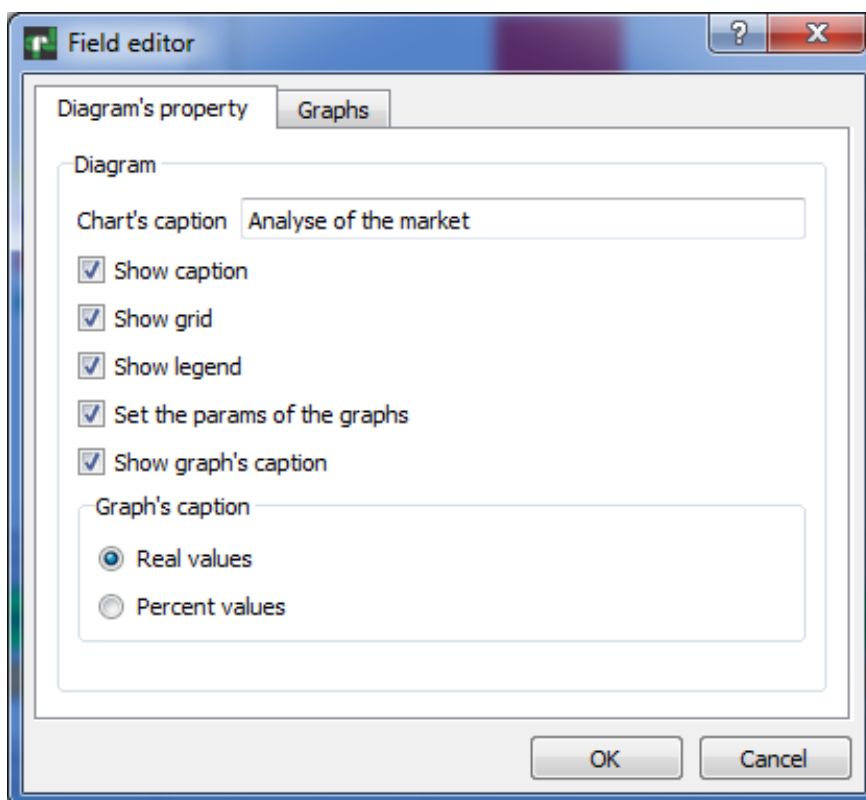 Field editor
Diagram's property Graphs
Diagram
Chart's caption Analyse of the market
Show caption
Show grid
Show legend
Set the params of the graphs
Show graph's caption
Graph's caption
Real values
Percent values
OK Cancel